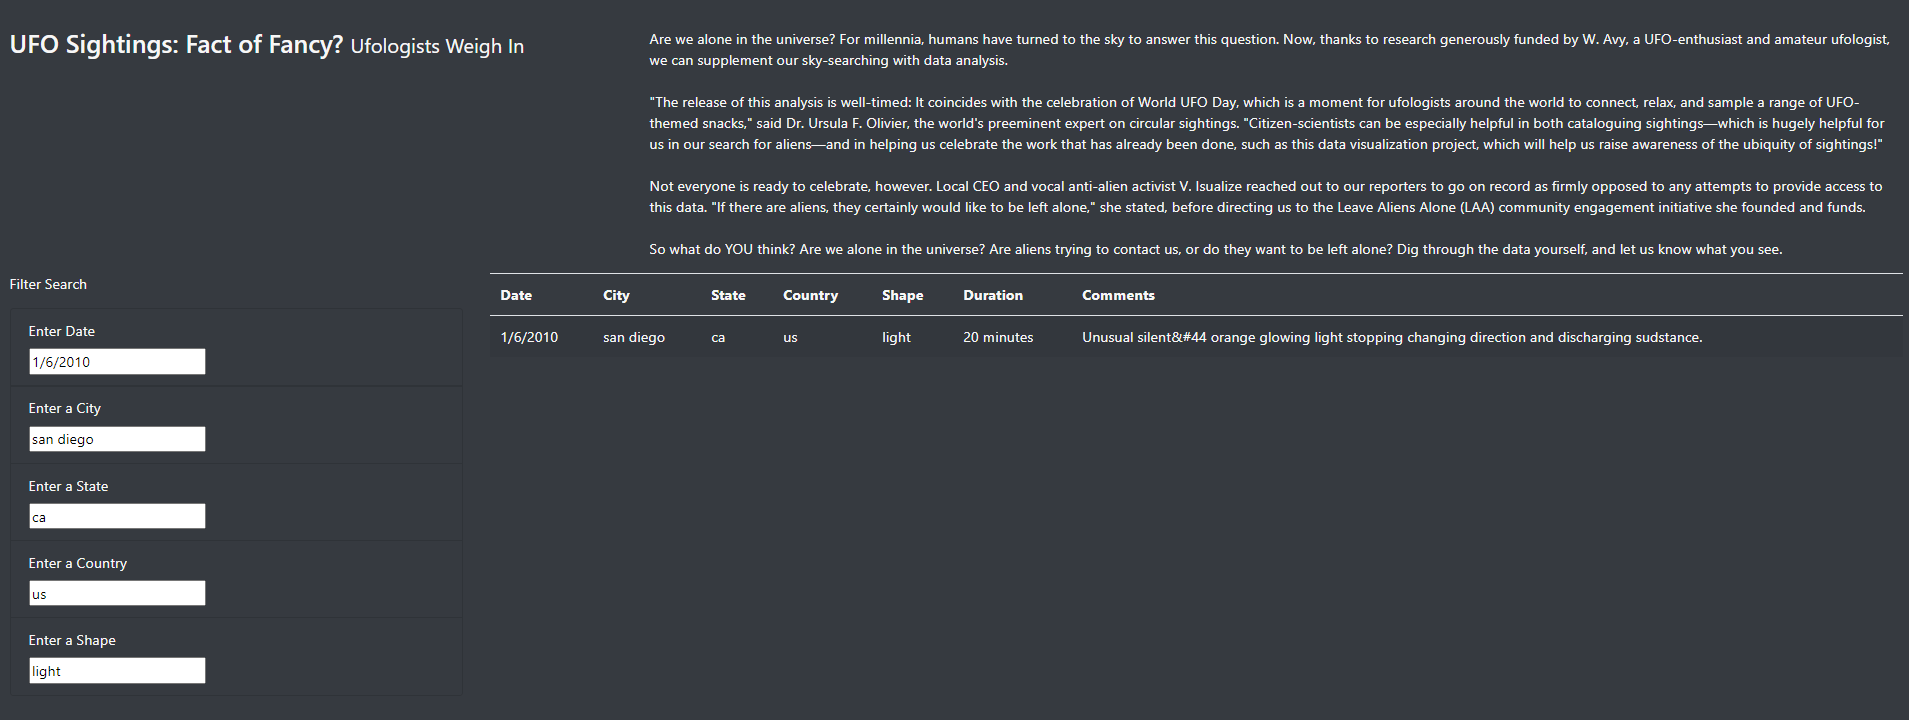 UFO Sightings: Fact of Fancy? Ufologists Weigh In
Are we alone in the universe? For millennia, humans have turned to the sky to answer this question. Now, thanks to research generously funded by W. Avy, a UFO-enthusiast and amateur ufologist,
we can supplement our sky-searching with data analysis.
"The release of this analysis is well-timed: It coincides with the celebration of World UFO Day, which is a moment for ufologists around the world to connect, relax, and sample a range of UFO-
themed snacks," said Dr. Ursula F. Olivier, the world's preeminent expert on circular sightings. "Citizen-scientists can be especially helpful in both cataloguing sightings—which is hugely helpful for
us in our search for aliens—and in helping us celebrate the work that has already been done, such as this data visualization project, which will help us raise awareness of the ubiquity of sightings!"
Not everyone is ready to celebrate, however. Local CEO and vocal anti-alien activist V. Isualize reached out to our reporters to go on record as firmly opposed to any attempts to provide access to
this data. "If there are aliens, they certainly would like to be left alone," she stated, before directing us to the Leave Aliens Alone (LAA) community engagement initiative she founded and funds.
So what do YOU think? Are we alone in the universe? Are aliens trying to contact us, or do they want to be left alone? Dig through the data yourself, and let us know what you see.
Filter Search
Enter Date
1/6/2010
Enter a City
san diego
Enter a State
ca
Enter a Country
us
Enter a Shape
light
Date City State Country Shape Duration Comments
1/6/2010 san diego ca us light 20 minutes Unusual silent&#44 orange glowing light stopping changing direction and discharging sudstance.